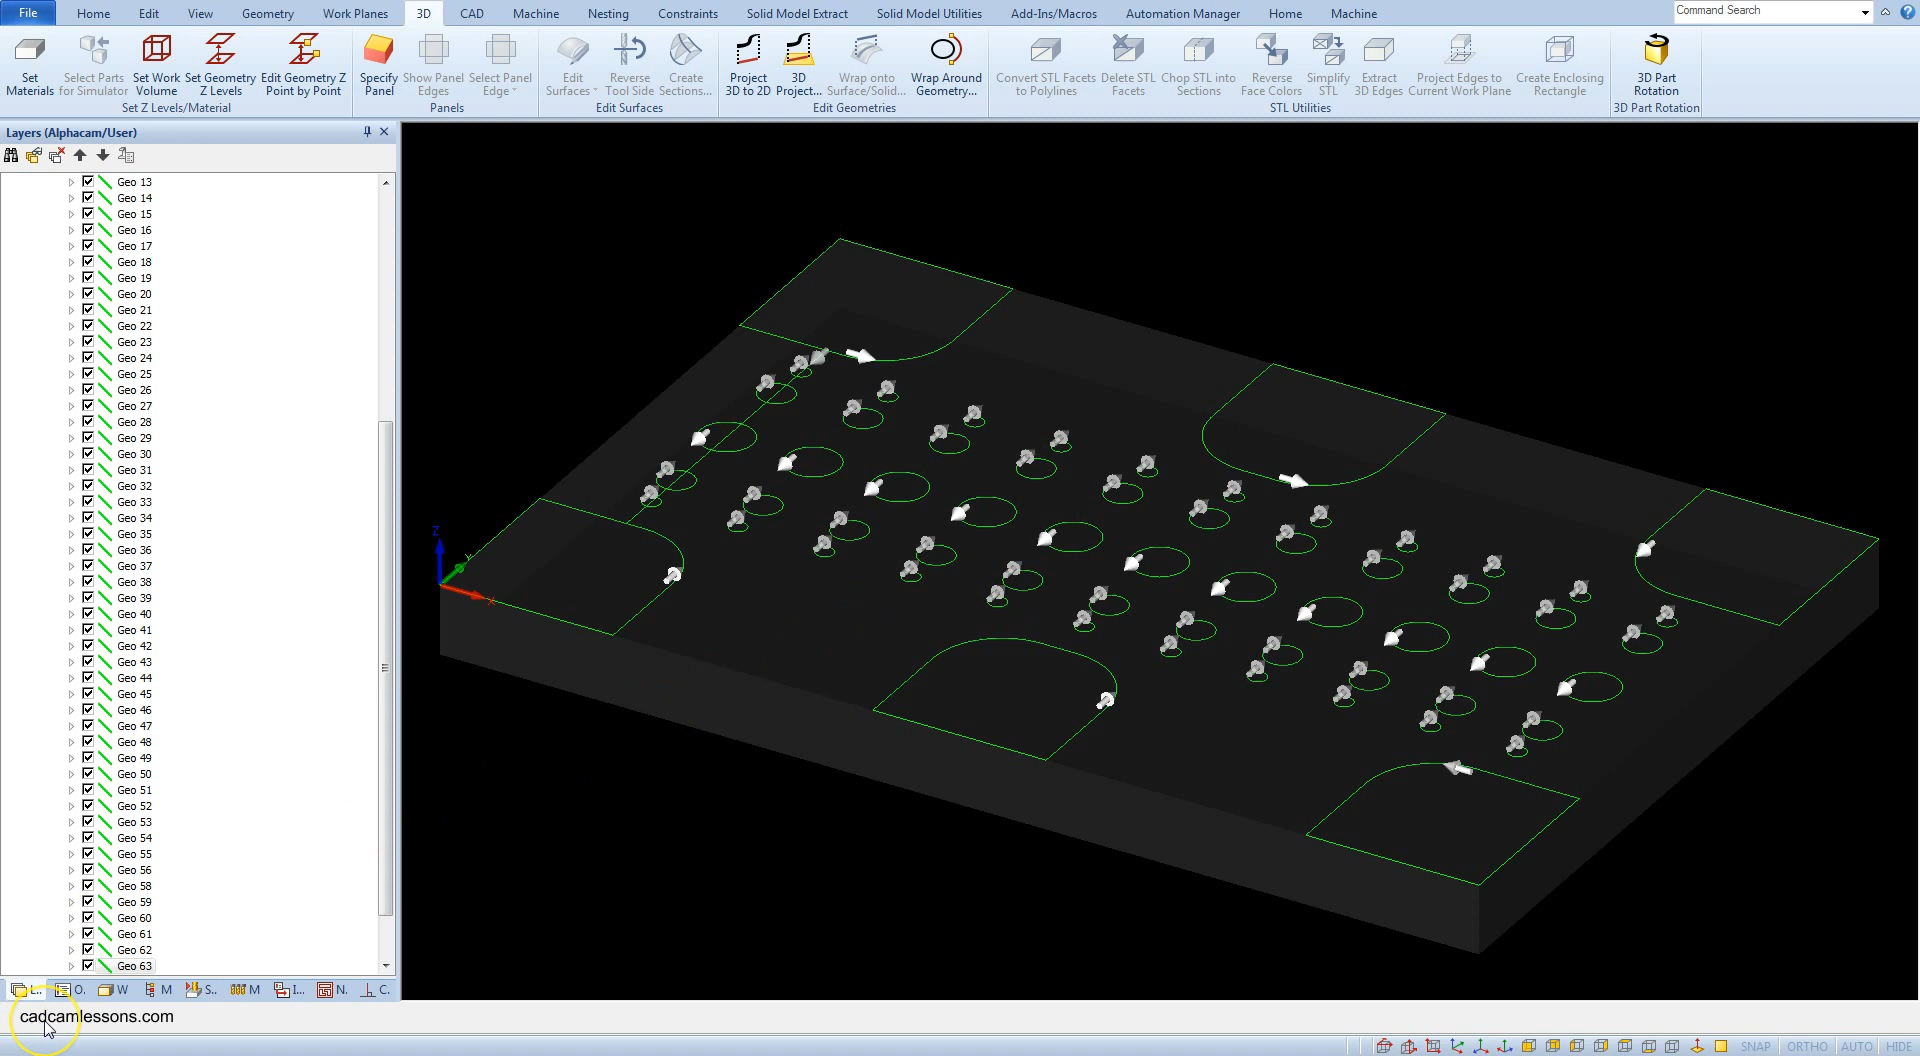 File Home Edit View Geometry Work Planes 3D CAD Machine Nesting Constraints Solid Model Extract Solid Model Utilities Add-Ins/Macros Automation Manager Home Machine Command Search
Set Materials
Select Parts for Simulator
Set Work Volume
Set Geometry Z Levels
Edit Geometry Z Point by Point
Specify Panel
Show Panel Edges
Select Panel Edge
Edit Surfaces
Reverse Tool Side
Create Sections...
Project 3D to 2D
3D Project...
Wrap onto Surface/Solid...
Wrap Around Geometry...
Convert STL Facets to Polylines
Delete STL Facets
Chop STL into Sections
Reverse Face Colors
Simplify STL
Extract 3D Edges
Project Edges to Current Work Plane
Create Enclosing Rectangle
3D Part Rotation
Set Z Levels/Material Panels Edit Surfaces Edit Geometries STL Utilities 3D Part Rotation
Layers (Alphacam/User)
Geo 13
Geo 14
Geo 15
Geo 16
Geo 17
Geo 18
Geo 19
Geo 20
Geo 21
Geo 22
Geo 23
Geo 24
Geo 25
Geo 26
Geo 27
Geo 28
Geo 29
Geo 30
Geo 31
Geo 32
Geo 33
Geo 34
Geo 35
Geo 36
Geo 37
Geo 38
Geo 39
Geo 40
Geo 41
Geo 42
Geo 43
Geo 44
Geo 45
Geo 46
Geo 47
Geo 48
Geo 49
Geo 50
Geo 51
Geo 52
Geo 53
Geo 54
Geo 55
Geo 56
Geo 58
Geo 59
Geo 60
Geo 61
Geo 62
Geo 63
Z
Y
X
L.. O. W M S.. M I... N. C.
cadcamlessons.com
SNAP ORTHO AUTO HIDE